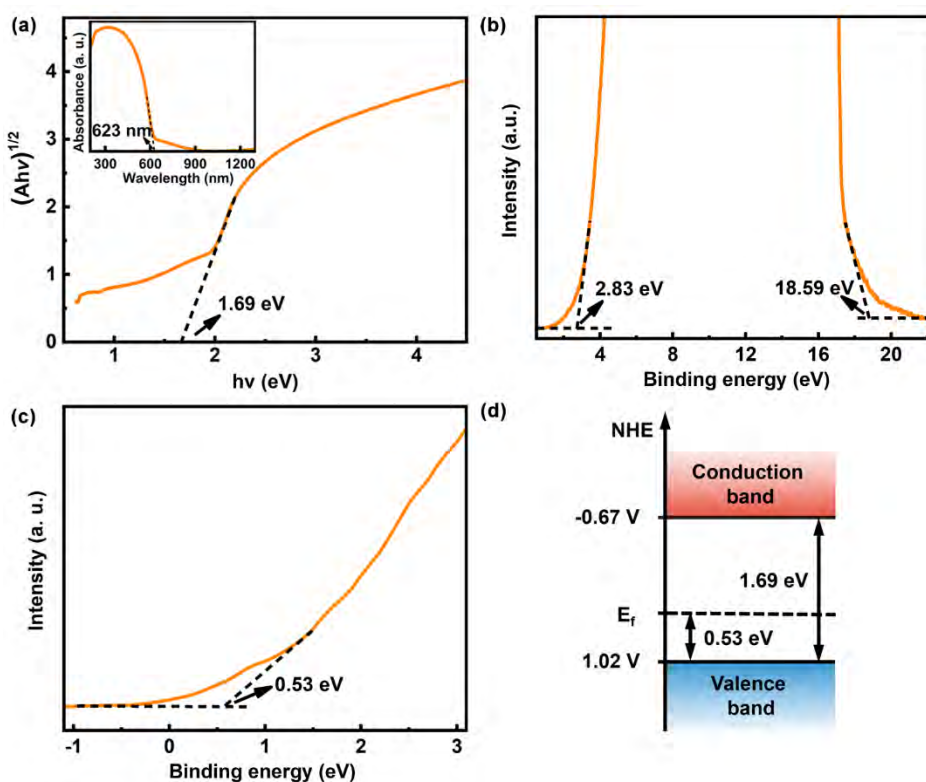 (a)
(Ahν)1/2
4
3
2
1
0
1
2
3
4
hν (eV)
1.69 eV
Absorbance (a. u.)
623 nm
300
600
900
1200
Wavelength (nm)
(b)
Intensity (a.u.)
2.83 eV
18.59 eV
4
8
12
16
20
Binding energy (eV)
(c)
Intensity (a. u.)
0.53 eV
-1
0
1
2
3
Binding energy (eV)
(d)
NHE
Conduction
band
-0.67 V
1.69 eV
Ef
0.53 eV
1.02 V
Valence
band